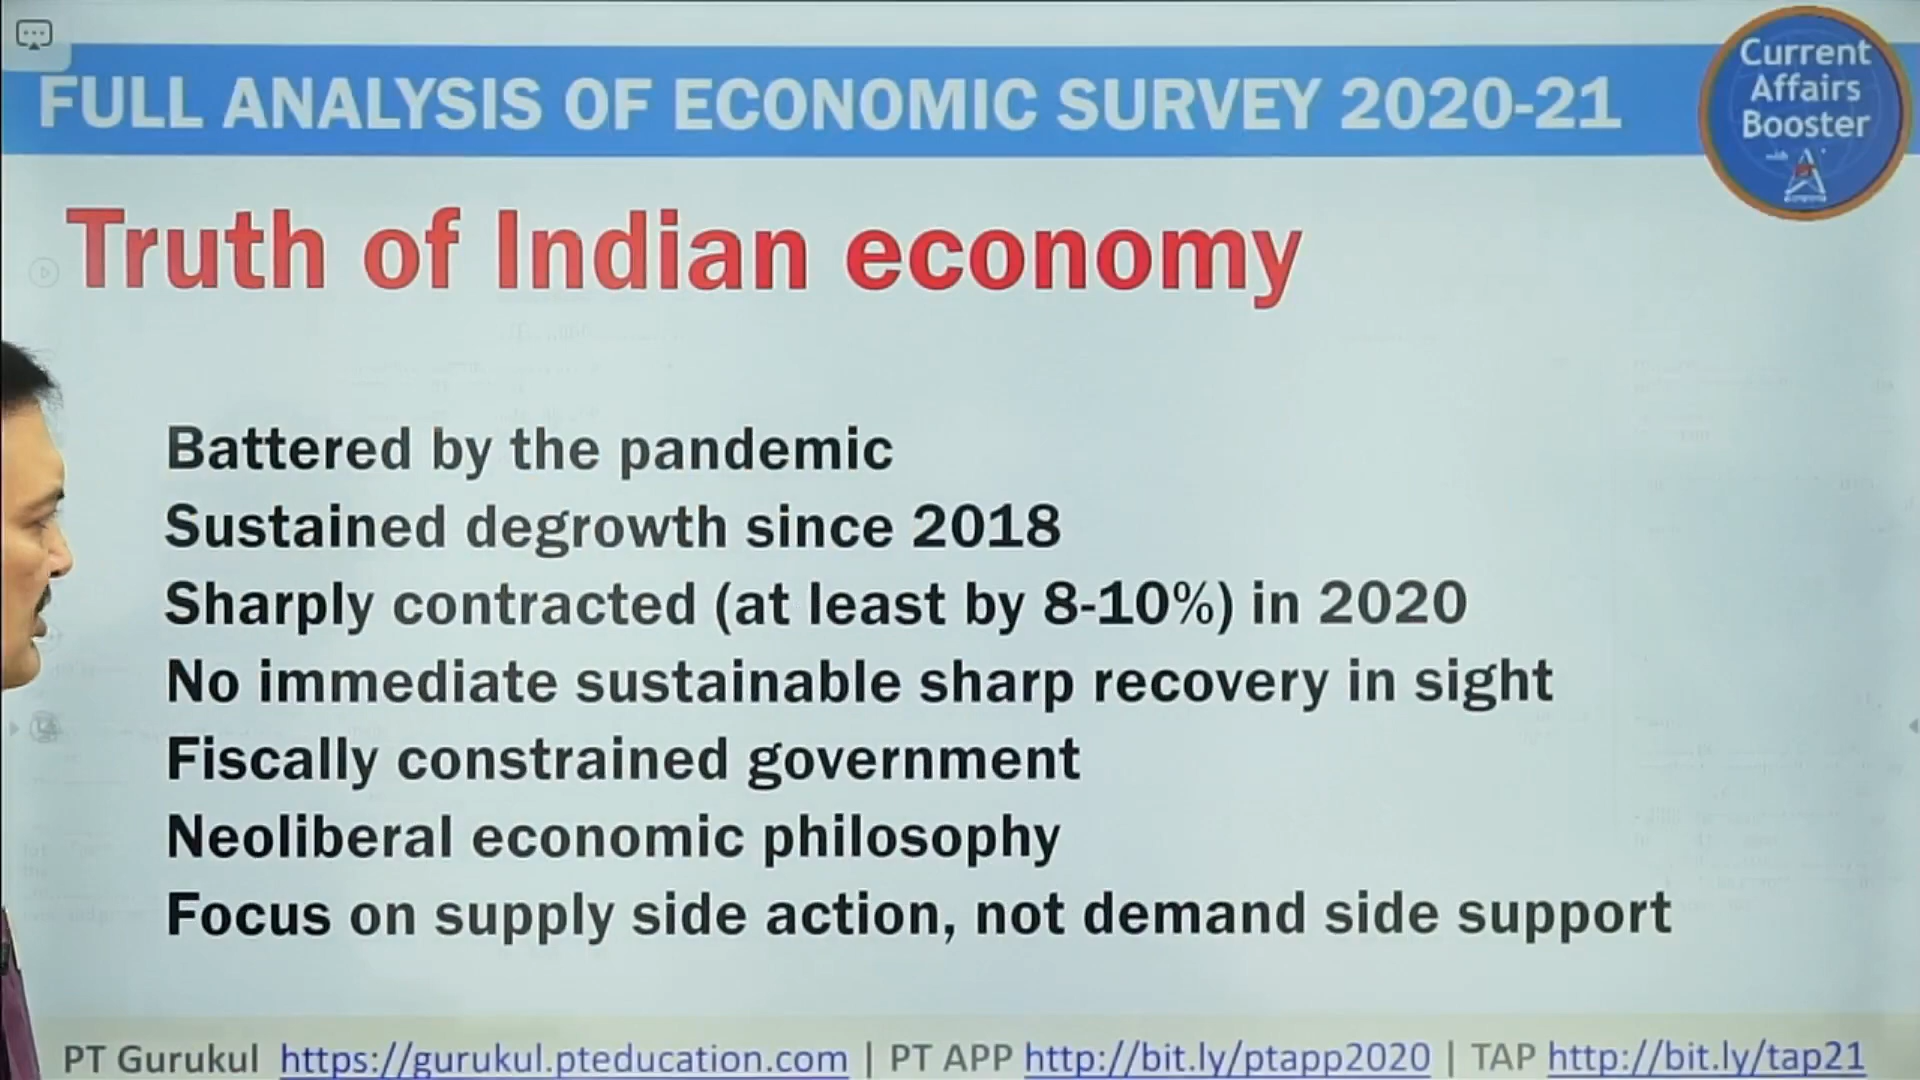 FULL ANALYSIS OF ECONOMIC SURVEY 2020-21
Current
Affairs
Booster
with
Truth of Indian economy
Battered by the pandemic
Sustained degrowth since 2018
Sharply contracted (at least by 8-10%) in 2020
No immediate sustainable sharp recovery in sight
Fiscally constrained government
Neoliberal economic philosophy
Focus on supply side action, not demand side support
PT Gurukul https://gurukul.pteducation.com | PT APP http://bit.ly/ptapp2020 | TAP http://bit.ly/tap21